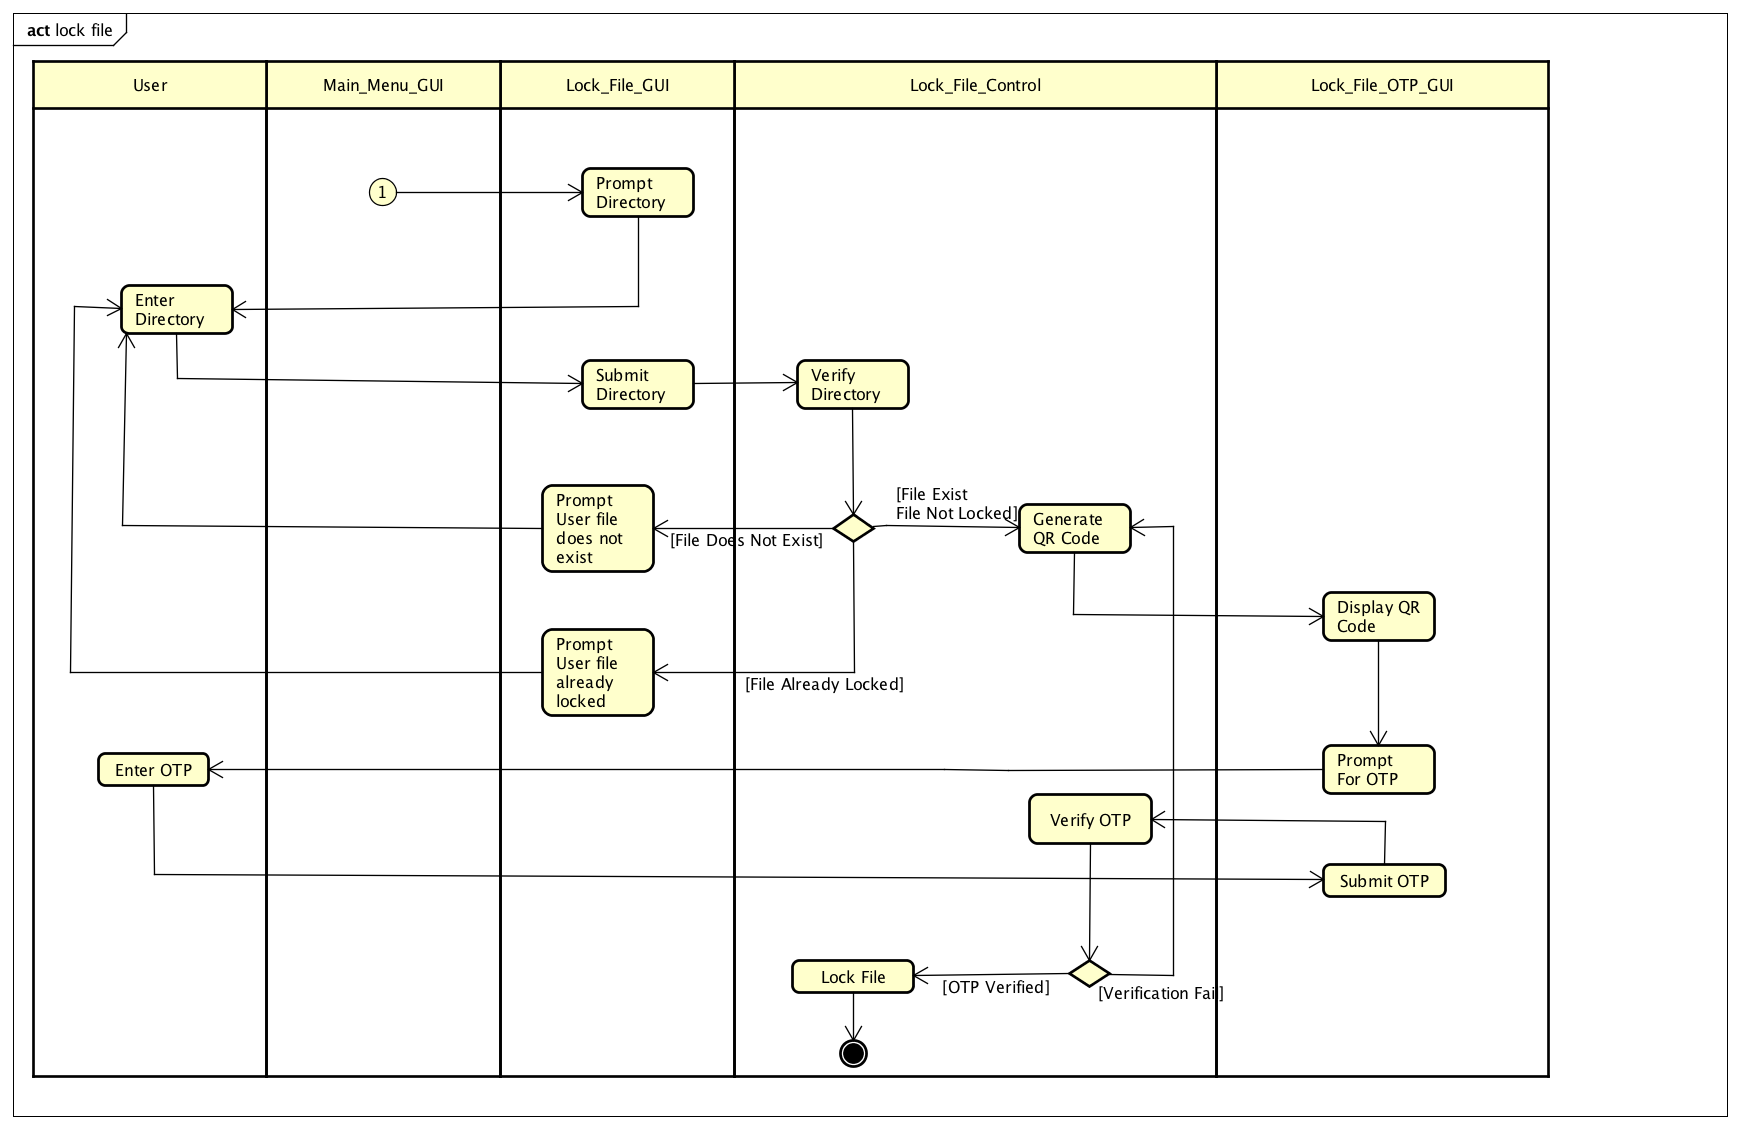 act lock file
User
Main_Menu_GUI
Lock_File_GUI
Lock_File_Control
Lock_File_OTP_GUI
1
Prompt
Directory
Enter
Directory
Submit
Directory
Verify
Directory
Prompt
User file
does not
exist
[File Does Not Exist]
[File Exist
File Not Locked]
Generate
QR Code
Display QR
Code
Prompt
User file
already
locked
[File Already Locked]
Enter OTP
Prompt
For OTP
Verify OTP
Submit OTP
Lock File
[OTP Verified]
[Verification Fail]